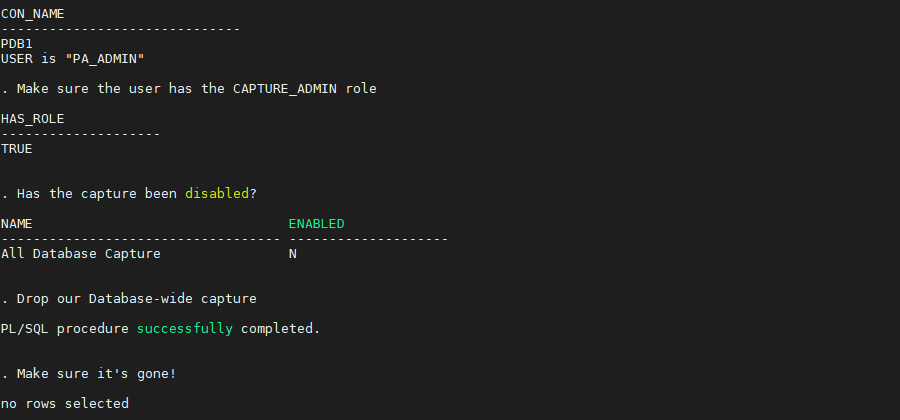 CON_NAME
------------------------------
PDB1
USER is "PA_ADMIN"
. Make sure the user has the CAPTURE_ADMIN role
HAS_ROLE
--------------------
TRUE
. Has the capture been disabled?
NAME                                ENABLED
----------------------------------- --------------------
All Database Capture                N
. Drop our Database-wide capture
PL/SQL procedure successfully completed.
. Make sure it's gone!
no rows selected